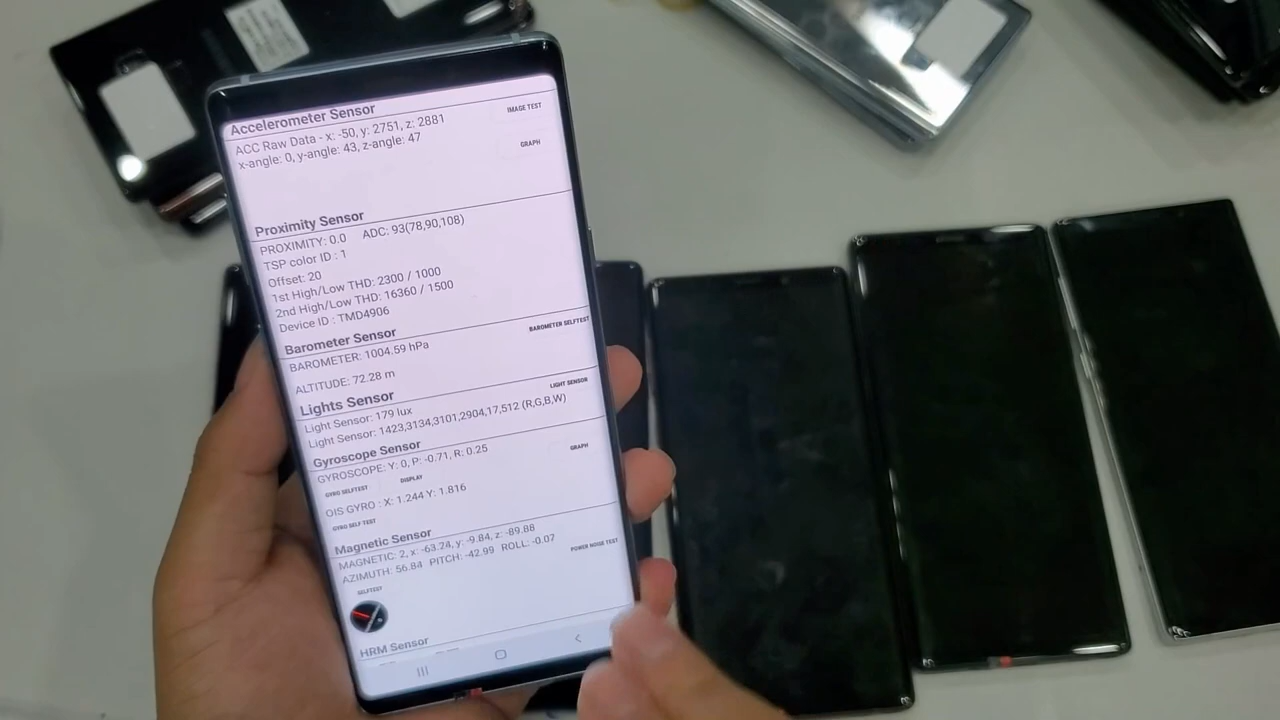 Accelerometer Sensor
IMAGE TEST
ACC Raw Data - x: -50, y: 2751, z: 2881
x-angle: 0, y-angle: 43, z-angle: 47
GRAPH
Proximity Sensor
PROXIMITY: 0.0 ADC: 93(78,90,108)
TSP color ID : 1
Offset: 20
1st High/Low THD: 2300 / 1000
2nd High/Low THD: 16360 / 1500
Device ID : TMD4906
Barometer Sensor
BAROMETER SELFTEST
BAROMETER: 1004.59 hPa
ALTITUDE: 72.28 m
Lights Sensor
LIGHT SENSOR
Light Sensor: 179 lux
Light Sensor: 1423,3134,3101,2904,17,512 (R,G,B,W)
Gyroscope Sensor
GYROSCOPE: Y: 0, P: -0.71, R: 0.25
GRAPH
GYRO SELFTEST DISPLAY
OIS GYRO : X: 1.244 Y: 1.816
GYRO SELF TEST
Magnetic Sensor
MAGNETIC: 2, x: -63.24, y: -9.84, z: -89.88
AZIMUTH: 56.84 PITCH: -42.99 ROLL: -0.07
POWER NOISE TEST
SELFTEST
HRM Sensor